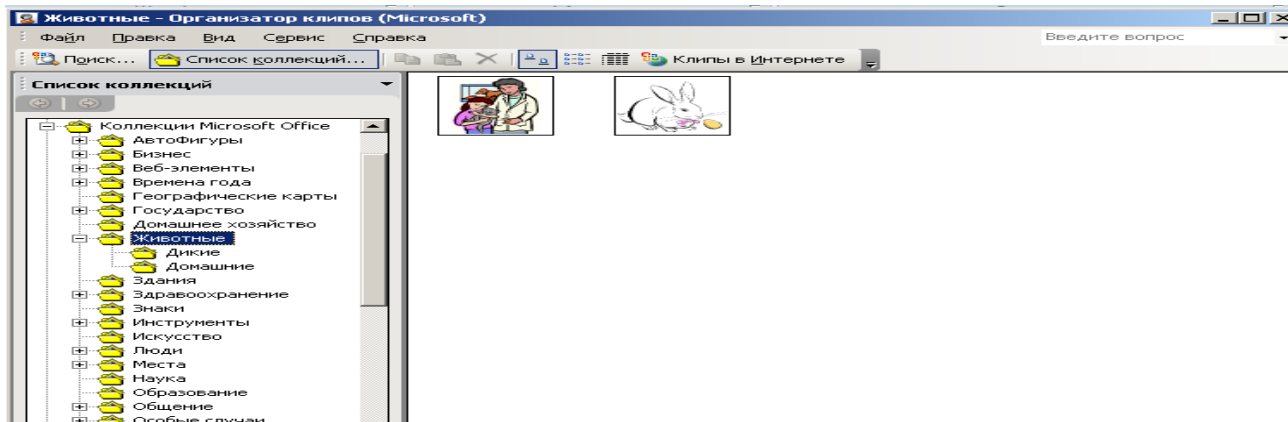 Животные - Организатор клипов (Microsoft)
Файл Правка Вид Сервис Справка Введите вопрос
Поиск... Список коллекций... Клипы в Интернете
Список коллекций
Коллекции Microsoft Office
АвтоФигуры
Бизнес
Веб-элементы
Времена года
Географические карты
Государство
Домашнее хозяйство
Животные
Дикие
Домашние
Здания
Здравоохранение
Знаки
Инструменты
Искусство
Люди
Места
Наука
Образование
Общение
Особые случаи